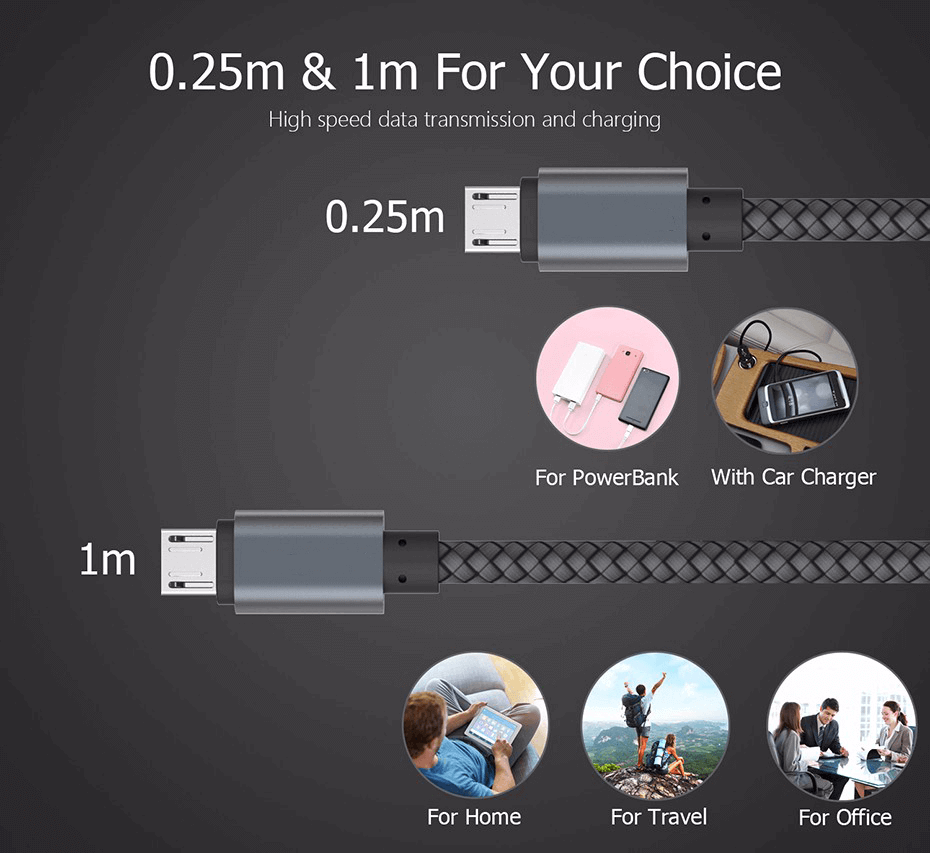 0.25m & 1m For Your Choice
High speed data transmission and charging
0.25m
For PowerBank
With Car Charger
1m
For Home
For Travel
For Office